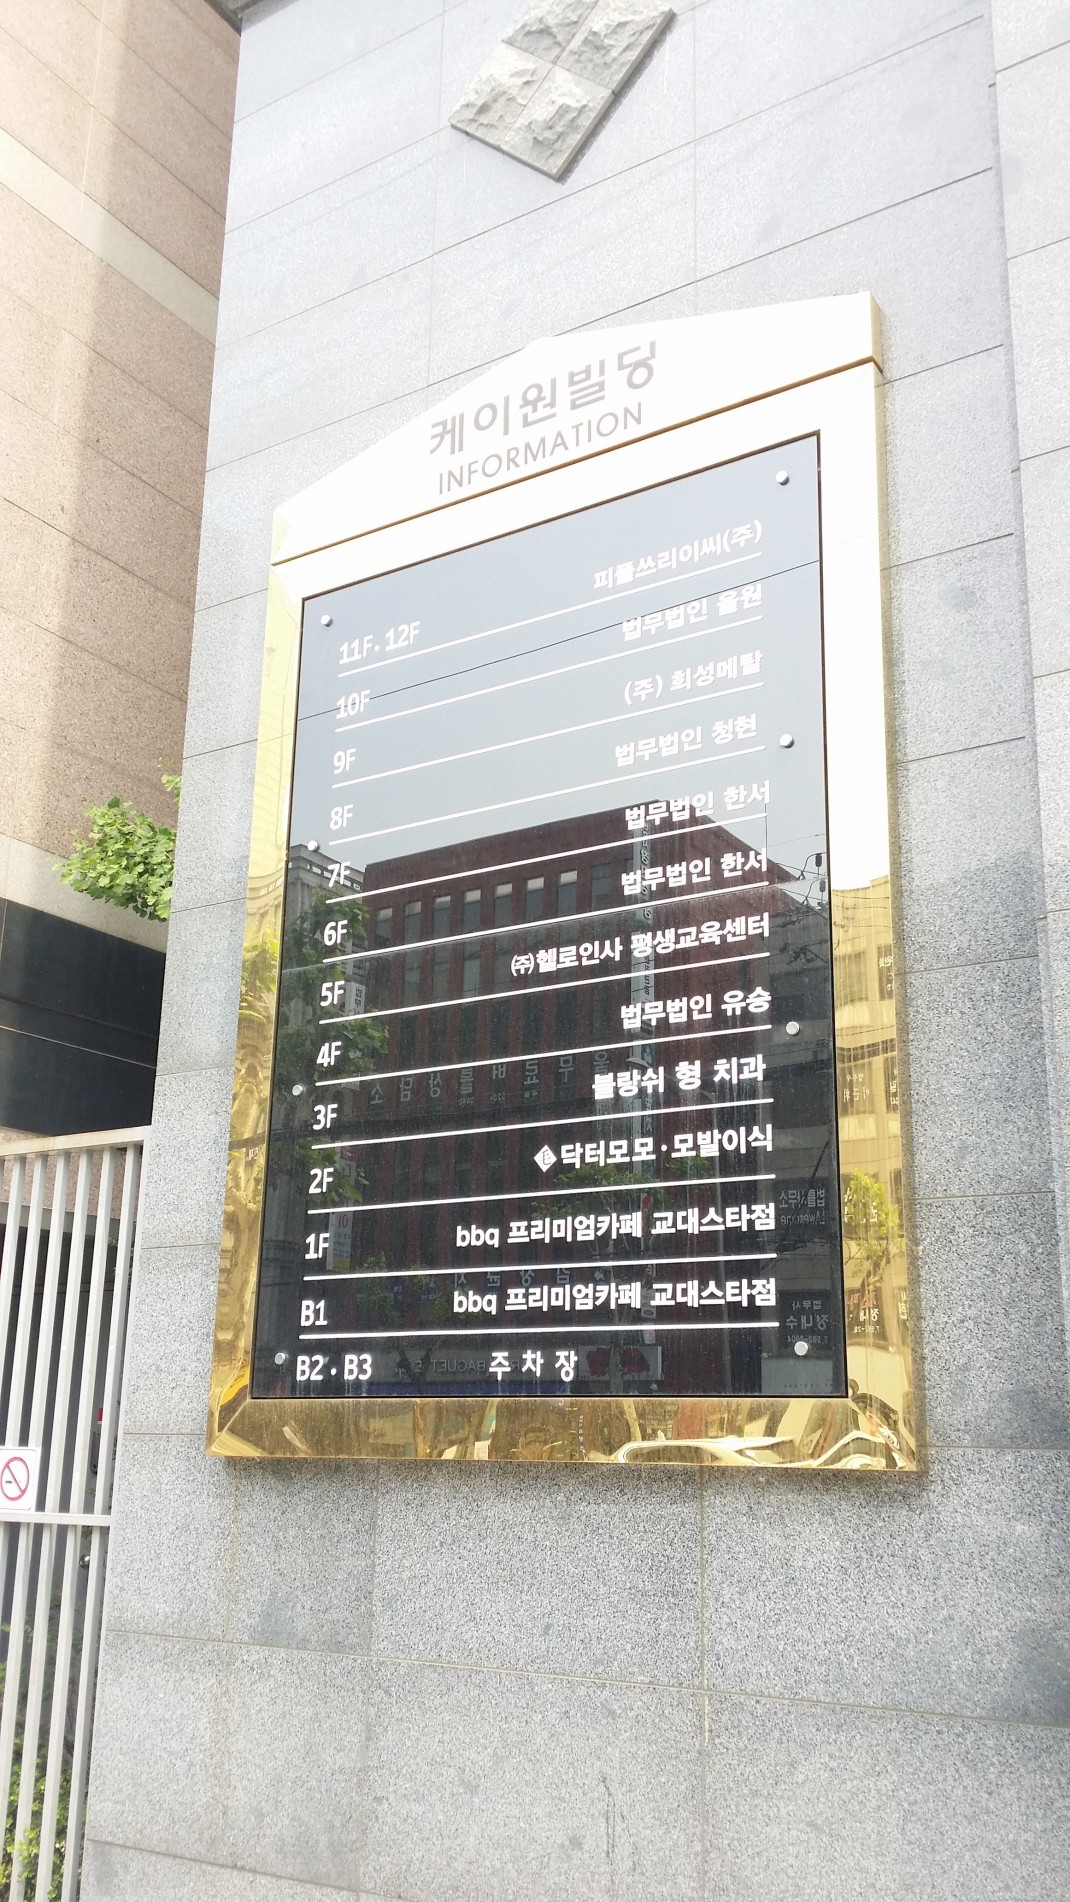 케이원빌딩
INFORMATION
11F·12F 피플쓰리이씨(주)
10F 법무법인 올원
9F (주) 희성메탈
8F 법무법인 청현
7F 법무법인 한서
6F 법무법인 한서
5F ㈜헬로인사 평생교육센터
4F 법무법인 유승
3F 블랑쉬 형 치과
2F 닥터모모·모발이식
1F bbq 프리미엄카페 교대스타점
B1 bbq 프리미엄카페 교대스타점
B2·B3 주차장